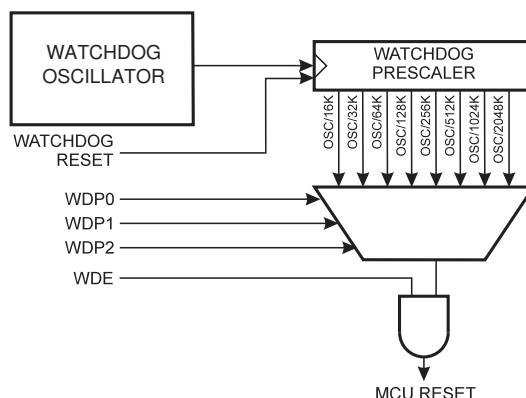 WATCHDOG
OSCILLATOR
WATCHDOG
PRESCALER
OSC/16K
OSC/32K
OSC/64K
OSC/128K
OSC/256K
OSC/512K
OSC/1024K
OSC/2048K
WATCHDOG
RESET
WDP0
WDP1
WDP2
WDE
MCU RESET